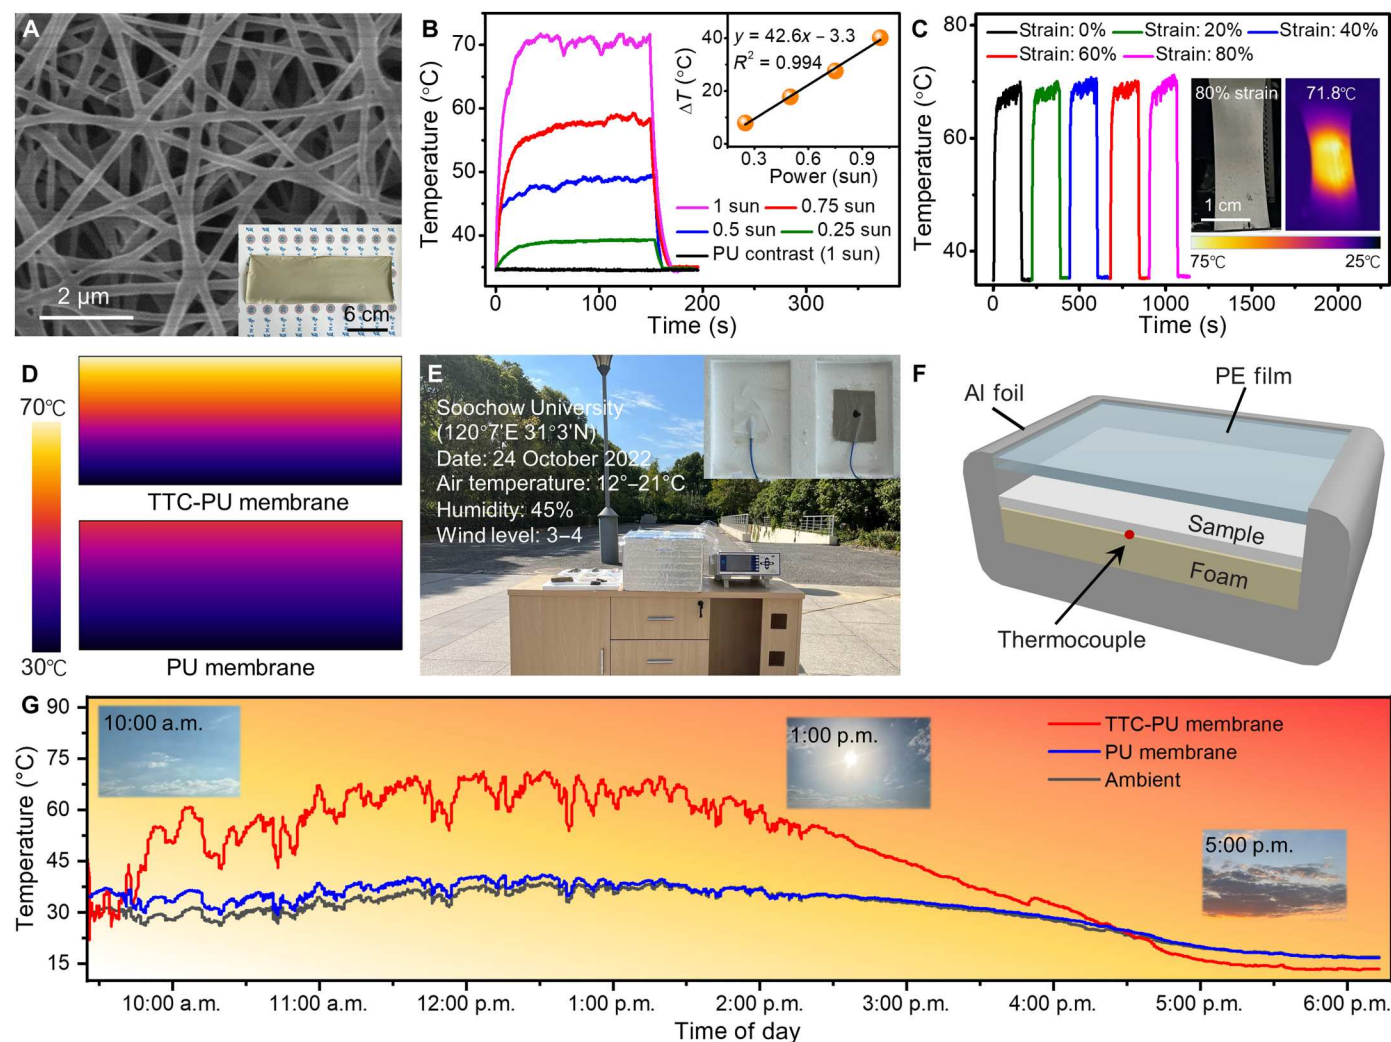 A
2 μm
6 cm
B
Temperature (°C)
70
60
50
40
0
100
200
300
Time (s)
1 sun
0.75 sun
0.5 sun
0.25 sun
PU contrast (1 sun)
y = 42.6x – 3.3
R² = 0.994
ΔT (°C)
40
20
0
0.3
0.6
0.9
Power (sun)
C
Temperature (°C)
80
60
40
0
500
1000
1500
2000
Time (s)
Strain: 0%
Strain: 20%
Strain: 40%
Strain: 60%
Strain: 80%
80% strain
1 cm
71.8℃
75℃
25℃
D
70℃
30℃
TTC-PU membrane
PU membrane
E
Soochow University
(120°7'E 31°3'N)
Date: 24 October 2022
Air temperature: 12°–21°C
Humidity: 45%
Wind level: 3–4
F
Al foil
PE film
Sample
Foam
Thermocouple
G
Temperature (°C)
90
75
60
45
30
15
10:00 a.m.
1:00 p.m.
5:00 p.m.
TTC-PU membrane
PU membrane
Ambient
10:00 a.m.
11:00 a.m.
12:00 p.m.
1:00 p.m.
2:00 p.m.
3:00 p.m.
4:00 p.m.
5:00 p.m.
6:00 p.m.
Time of day